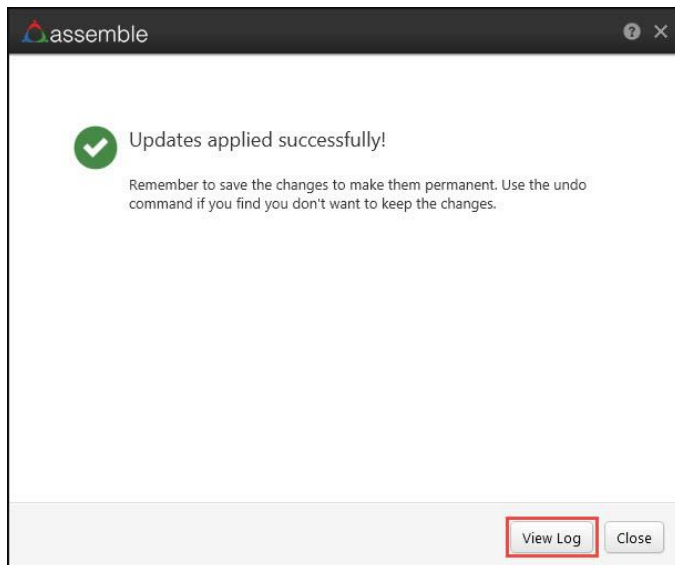 assemble
Updates applied successfully!
Remember to save the changes to make them permanent. Use the undo
command if you find you don't want to keep the changes.
View Log
Close